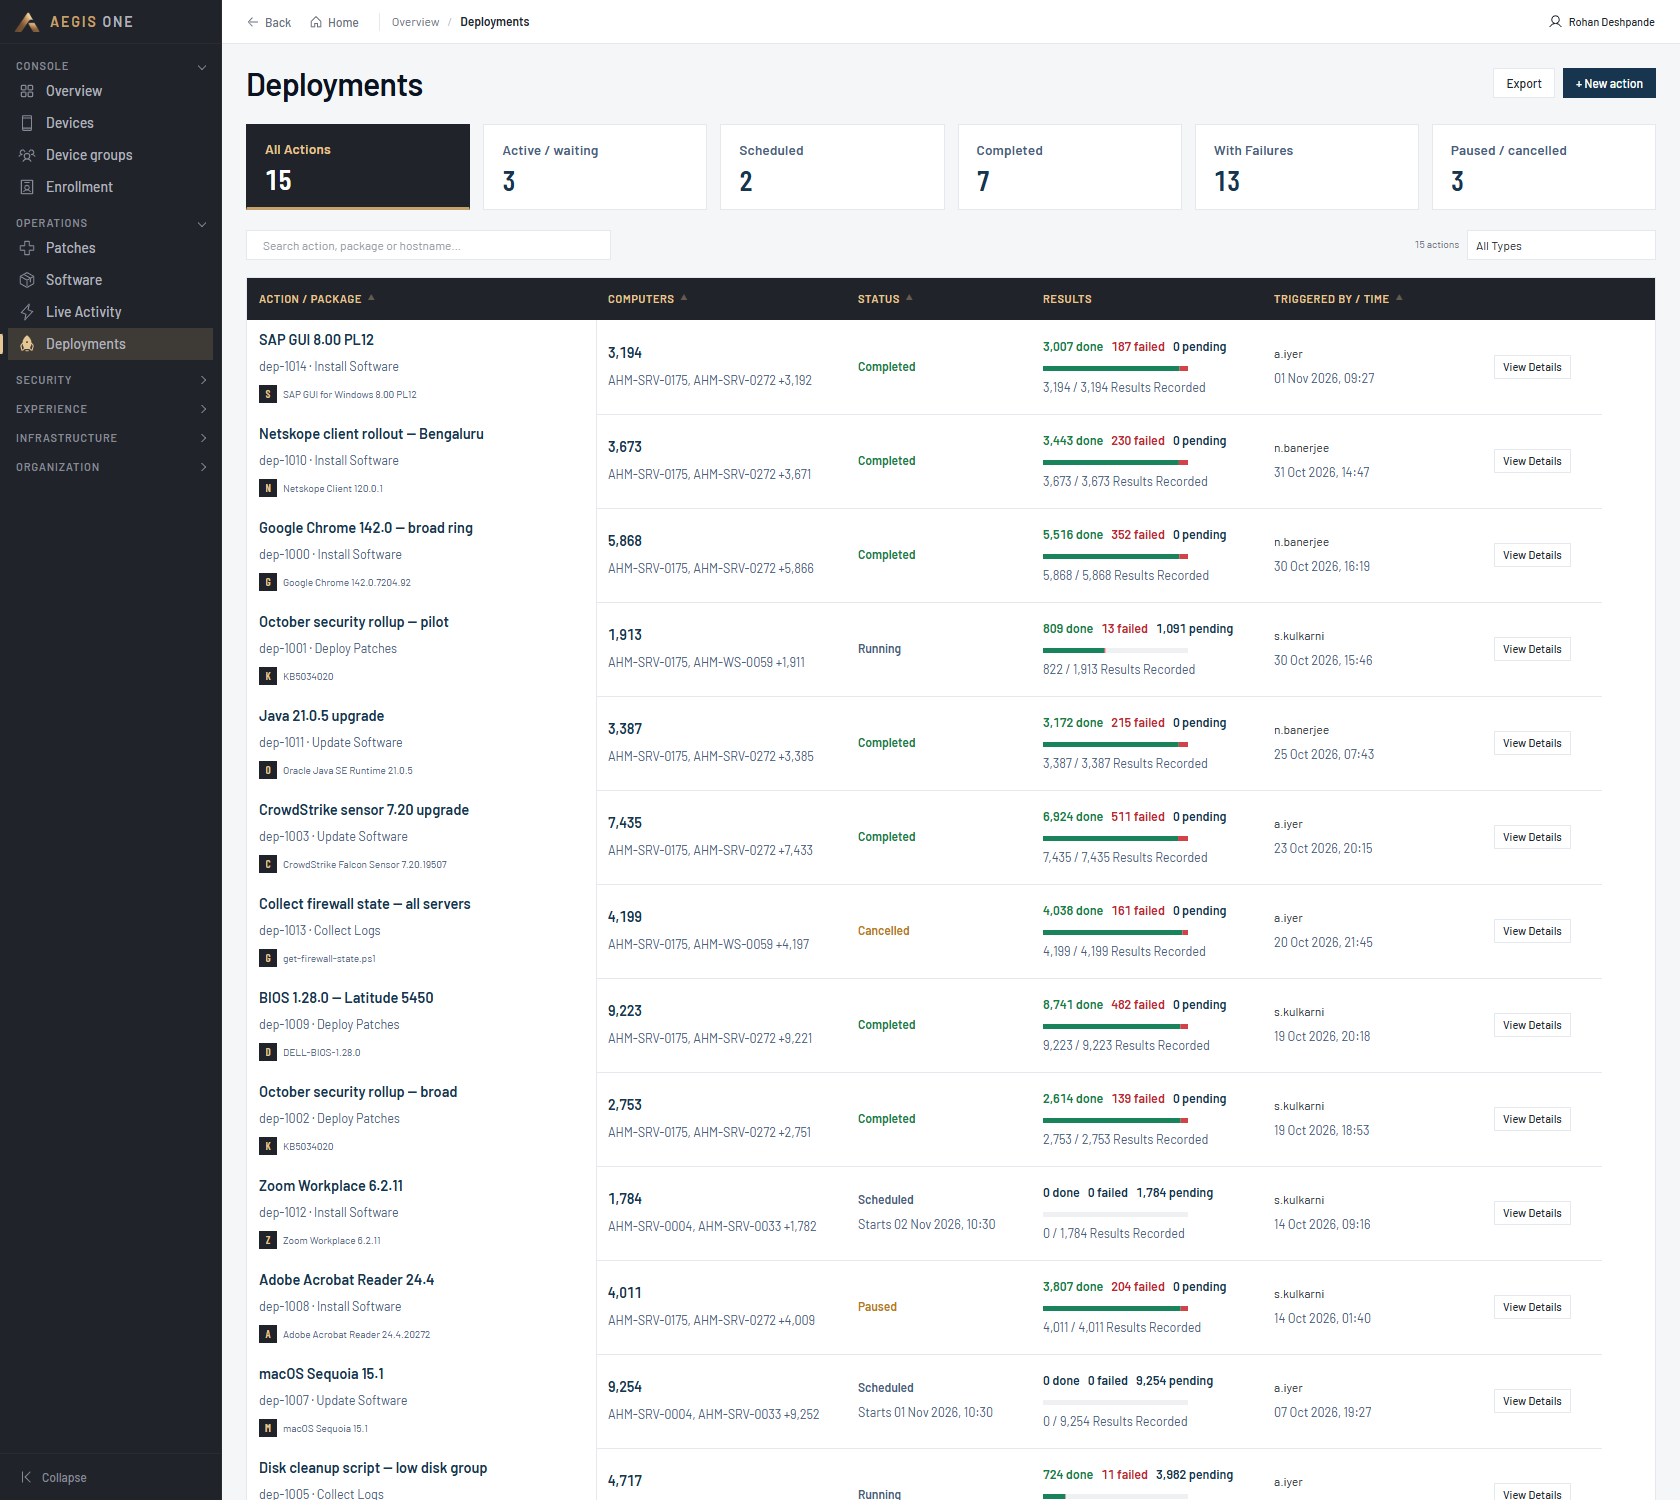 AEGIS ONE
CONSOLE
Overview
Devices
Device groups
Enrollment
OPERATIONS
Patches
Software
Live Activity
Deployments
SECURITY
EXPERIENCE
INFRASTRUCTURE
ORGANIZATION
Collapse
Back Home Overview / Deployments
Rohan Deshpande
Deployments
Export
+ New action
All Actions
15
Active / waiting
3
Scheduled
2
Completed
7
With Failures
13
Paused / cancelled
3
Search action, package or hostname...
15 actions
All Types
ACTION / PACKAGE COMPUTERS STATUS RESULTS TRIGGERED BY / TIME
SAP GUI 8.00 PL12
dep-1014 · Install Software
S SAP GUI for Windows 8.00 PL12
3,194
AHM-SRV-0175, AHM-SRV-0272 +3,192
Completed
3,007 done 187 failed 0 pending
3,194 / 3,194 Results Recorded
a.iyer
01 Nov 2026, 09:27
View Details
Netskope client rollout — Bengaluru
dep-1010 · Install Software
N Netskope Client 120.0.1
3,673
AHM-SRV-0175, AHM-SRV-0272 +3,671
Completed
3,443 done 230 failed 0 pending
3,673 / 3,673 Results Recorded
n.banerjee
31 Oct 2026, 14:47
View Details
Google Chrome 142.0 — broad ring
dep-1000 · Install Software
G Google Chrome 142.0.7204.92
5,868
AHM-SRV-0175, AHM-SRV-0272 +5,866
Completed
5,516 done 352 failed 0 pending
5,868 / 5,868 Results Recorded
n.banerjee
30 Oct 2026, 16:19
View Details
October security rollup — pilot
dep-1001 · Deploy Patches
K KB5034020
1,913
AHM-SRV-0175, AHM-WS-0059 +1,911
Running
809 done 13 failed 1,091 pending
822 / 1,913 Results Recorded
s.kulkarni
30 Oct 2026, 15:46
View Details
Java 21.0.5 upgrade
dep-1011 · Update Software
O Oracle Java SE Runtime 21.0.5
3,387
AHM-SRV-0175, AHM-SRV-0272 +3,385
Completed
3,172 done 215 failed 0 pending
3,387 / 3,387 Results Recorded
n.banerjee
25 Oct 2026, 07:43
View Details
CrowdStrike sensor 7.20 upgrade
dep-1003 · Update Software
C CrowdStrike Falcon Sensor 7.20.19507
7,435
AHM-SRV-0175, AHM-SRV-0272 +7,433
Completed
6,924 done 511 failed 0 pending
7,435 / 7,435 Results Recorded
a.iyer
23 Oct 2026, 20:15
View Details
Collect firewall state — all servers
dep-1013 · Collect Logs
G get-firewall-state.ps1
4,199
AHM-SRV-0175, AHM-WS-0059 +4,197
Cancelled
4,038 done 161 failed 0 pending
4,199 / 4,199 Results Recorded
a.iyer
20 Oct 2026, 21:45
View Details
BIOS 1.28.0 — Latitude 5450
dep-1009 · Deploy Patches
D DELL-BIOS-1.28.0
9,223
AHM-SRV-0175, AHM-SRV-0272 +9,221
Completed
8,741 done 482 failed 0 pending
9,223 / 9,223 Results Recorded
s.kulkarni
19 Oct 2026, 20:18
View Details
October security rollup — broad
dep-1002 · Deploy Patches
K KB5034020
2,753
AHM-SRV-0175, AHM-SRV-0272 +2,751
Completed
2,614 done 139 failed 0 pending
2,753 / 2,753 Results Recorded
s.kulkarni
19 Oct 2026, 18:53
View Details
Zoom Workplace 6.2.11
dep-1012 · Install Software
Z Zoom Workplace 6.2.11
1,784
AHM-SRV-0004, AHM-SRV-0033 +1,782
Scheduled
Starts 02 Nov 2026, 10:30
0 done 0 failed 1,784 pending
0 / 1,784 Results Recorded
s.kulkarni
14 Oct 2026, 09:16
View Details
Adobe Acrobat Reader 24.4
dep-1008 · Install Software
A Adobe Acrobat Reader 24.4.20272
4,011
AHM-SRV-0175, AHM-SRV-0272 +4,009
Paused
3,807 done 204 failed 0 pending
4,011 / 4,011 Results Recorded
s.kulkarni
14 Oct 2026, 01:40
View Details
macOS Sequoia 15.1
dep-1007 · Update Software
M macOS Sequoia 15.1
9,254
AHM-SRV-0004, AHM-SRV-0033 +9,252
Scheduled
Starts 01 Nov 2026, 10:30
0 done 0 failed 9,254 pending
0 / 9,254 Results Recorded
a.iyer
07 Oct 2026, 19:27
View Details
Disk cleanup script — low disk group
dep-1005 · Collect Logs
4,717
Running
724 done 11 failed 3,982 pending
a.iyer
View Details